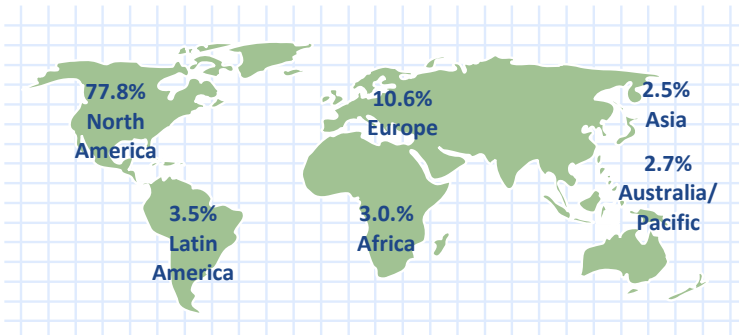 77.8%
North
America
10.6%
Europe
2.5%
Asia
2.7%
Australia/
Pacific
3.5%
Latin
America
3.0.%
Africa